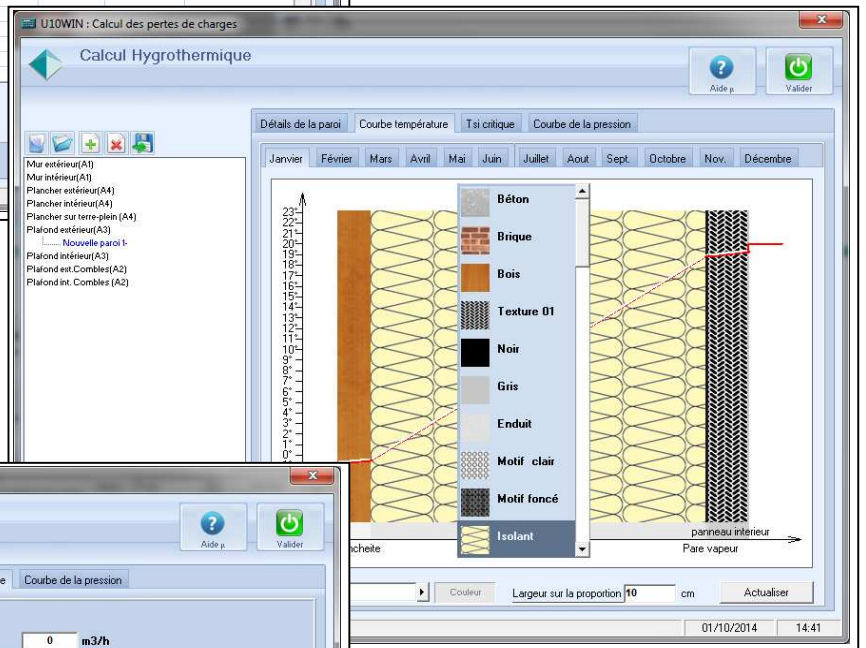 U10WIN : Calcul des pertes de charges
Calcul Hygrothermique
Aide µ
Valider
Détails de la paroi
Courbe température
Tsi critique
Courbe de la pression
Janvier
Février
Mars
Avril
Mai
Juin
Juillet
Aout
Sept.
Octobre
Nov.
Décembre
Mur extérieur(A1)
Mur intérieur(A1)
Plancher extérieur(A4)
Plancher intérieur(A4)
Plancher sur terre-plein (A4)
Plafond extérieur(A3)
Nouvelle paroi 1-
Plafond intérieur(A3)
Plafond ext.Combles(A2)
Plafond int. Combles (A2)
23°
22°
21°
20°
19°
18°
17°
16°
15°
14°
13°
12°
11°
10°
9°
8°
7°
6°
5°
4°
3°
2°
1°
0°
Béton
Brique
Bois
Texture 01
Noir
Gris
Enduit
Motif clair
Motif foncé
Isolant
panneau interieur
Pare vapeur
Couleur
Largeur sur la proportion
10
cm
Actualiser
01/10/2014
14:41
Aide µ
Valider
Courbe de la pression
0
m3/h